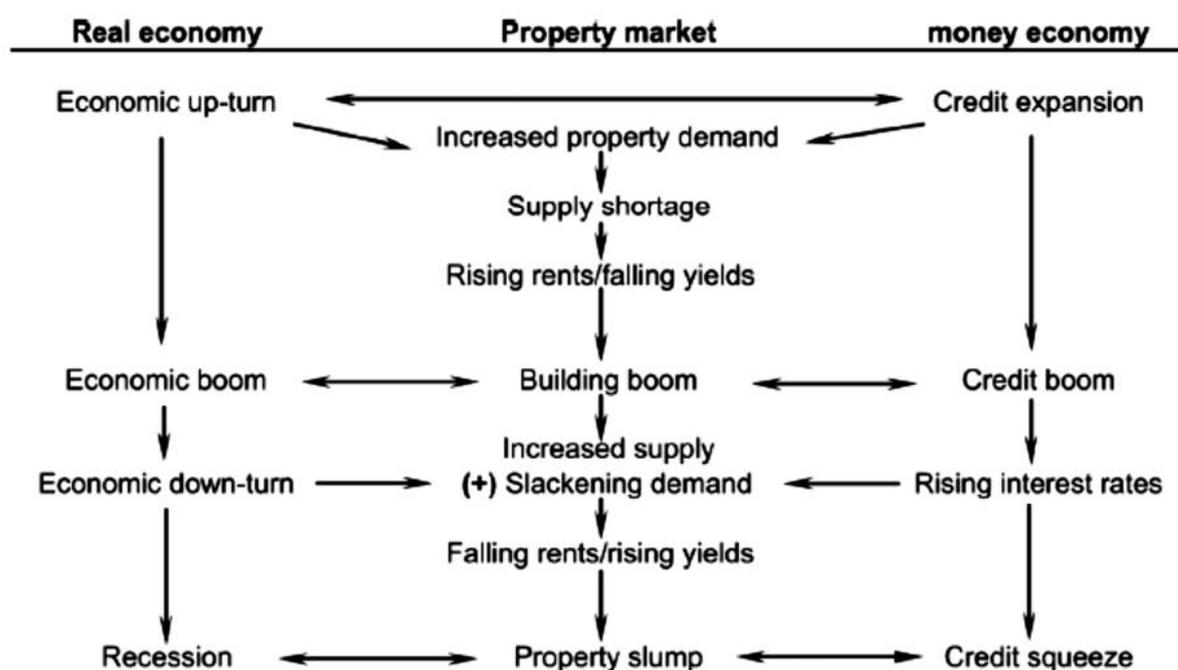 Real economy Property market money economy
Economic up-turn Credit expansion
Increased property demand
Supply shortage
Rising rents/falling yields
Economic boom Building boom Credit boom
Increased supply
Economic down-turn (+) Slackening demand Rising interest rates
Falling rents/rising yields
Recession Property slump Credit squeeze